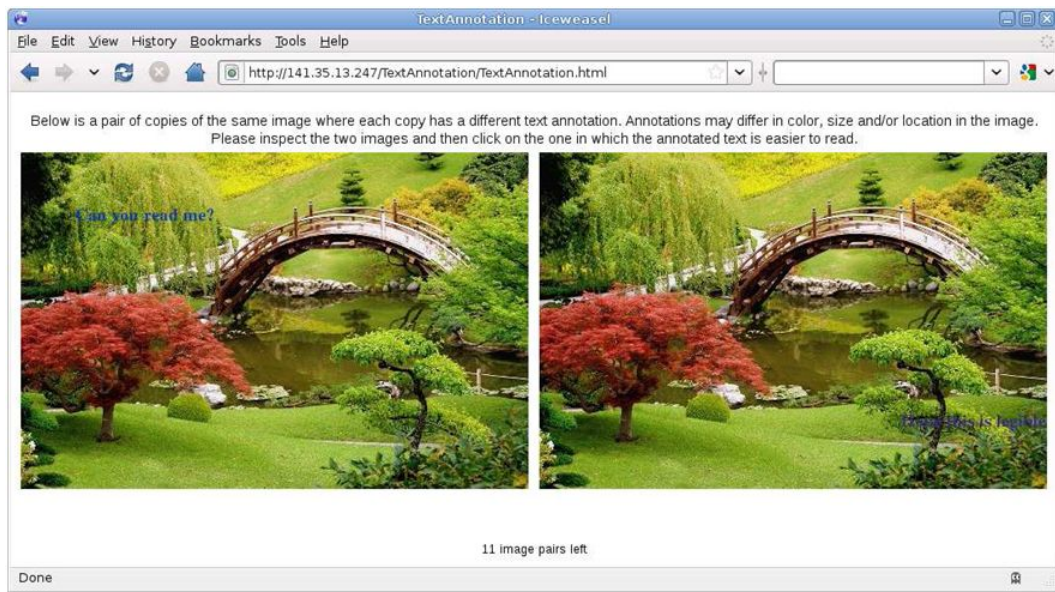 TextAnnotation - Iceweasel
File Edit View History Bookmarks Tools Help
http://141.35.13.247/TextAnnotation/TextAnnotation.html
Below is a pair of copies of the same image where each copy has a different text annotation. Annotations may differ in color, size and/or location in the image.
Please inspect the two images and then click on the one in which the annotated text is easier to read.
Can you read me?
this is legible
11 image pairs left
Done